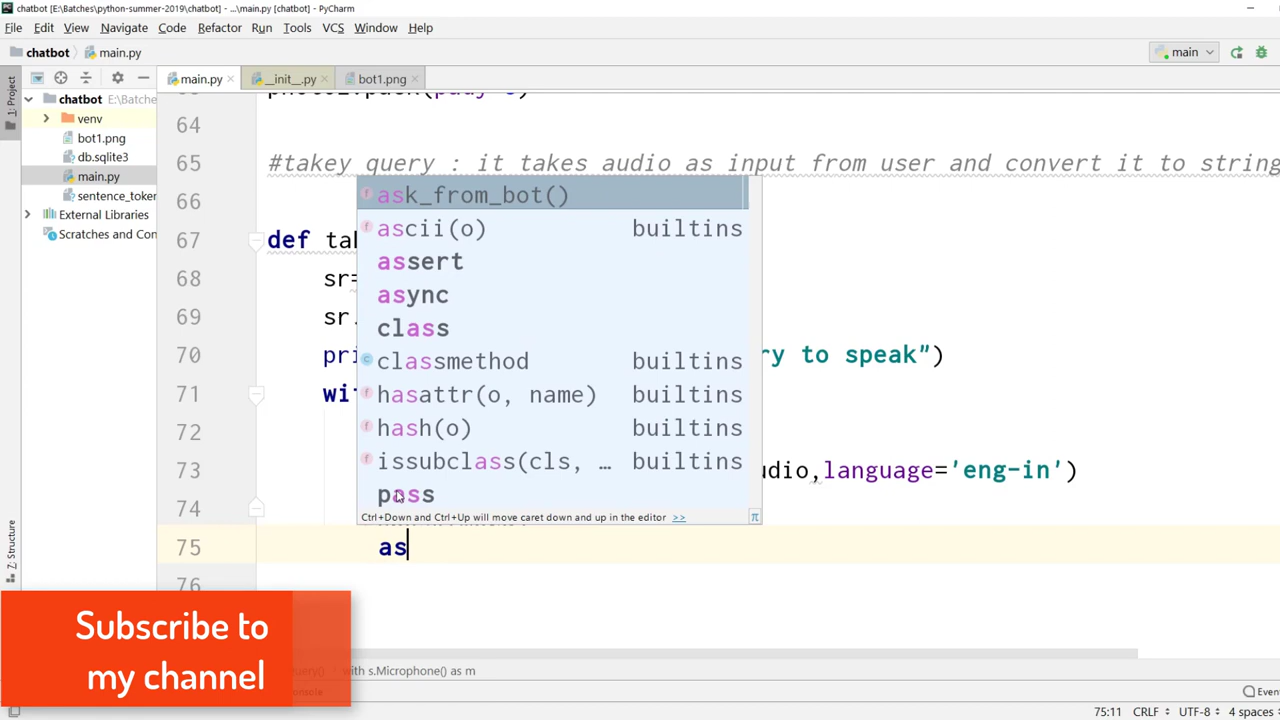 chatbot [E:\Batches\python-summer-2019\chatbot] - ...\main.py [chatbot] - PyCharm
File Edit View Navigate Code Refactor Run Tools VCS Window Help
chatbot main.py main
main.py __init__.py bot1.png
1: Project
chatbot E:\Batche
venv
bot1.png
db.sqlite3
main.py
sentence_token
External Libraries
Scratches and Con
64
65 #takey query : it takes audio as input from user and convert it to string
66
67 def tak
68 sr=
69 sr.
70 pri ry to speak")
71 wit
72
73 udio,language='eng-in')
74
75 as
76
ask_from_bot()
ascii(o) builtins
assert
async
class
classmethod builtins
hasattr(o, name) builtins
hash(o) builtins
issubclass(cls, … builtins
pass
Ctrl+Down and Ctrl+Up will move caret down and up in the editor >> π
Z: Structure
Subscribe to
my channel
with s.Microphone() as m
onsole
Even
75:11 CRLF UTF-8 4 spaces